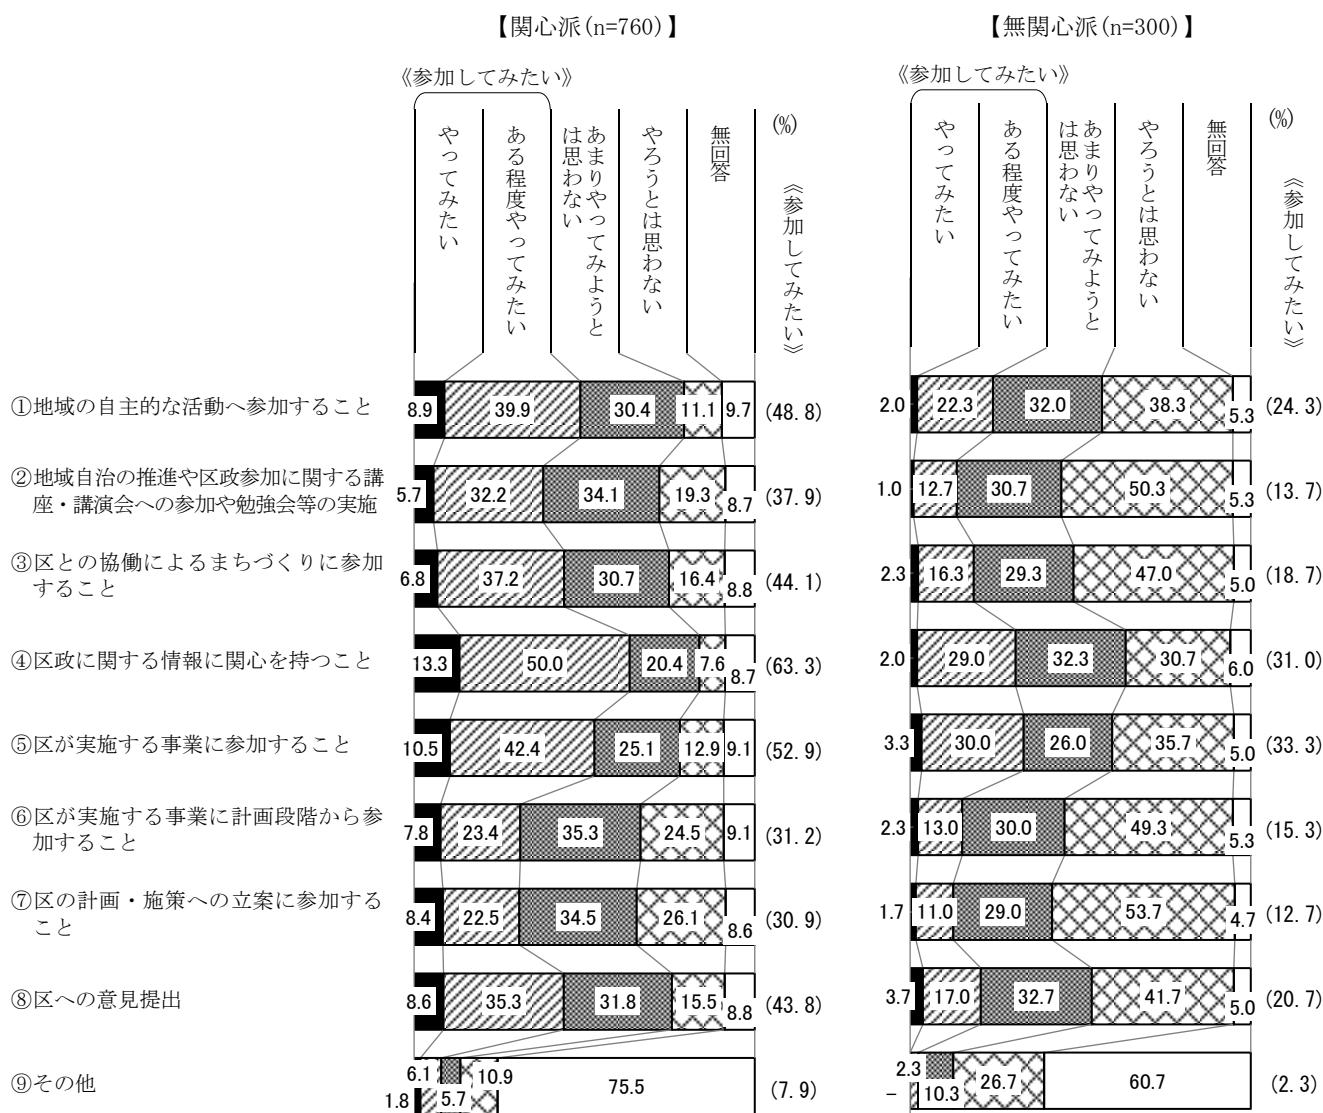 【関心派(n=760)】
【無関心派(n=300)】
《参加してみたい》
《参加してみたい》
やってみたい
ある程度やってみたい
あまりやってみようと
は思わない
やろうとは思わない
無回答
(%)
《参加してみたい》
やってみたい
ある程度やってみたい
あまりやってみようと
は思わない
やろうとは思わない
無回答
(%)
《参加してみたい》
①地域の自主的な活動へ参加すること
8.9 39.9 30.4 11.1 9.7 (48.8)
2.0 22.3 32.0 38.3 5.3 (24.3)
②地域自治の推進や区政参加に関する講
座・講演会への参加や勉強会等の実施
5.7 32.2 34.1 19.3 8.7 (37.9)
1.0 12.7 30.7 50.3 5.3 (13.7)
③区との協働によるまちづくりに参加
すること
6.8 37.2 30.7 16.4 8.8 (44.1)
2.3 16.3 29.3 47.0 5.0 (18.7)
④区政に関する情報に関心を持つこと
13.3 50.0 20.4 7.6 8.7 (63.3)
2.0 29.0 32.3 30.7 6.0 (31.0)
⑤区が実施する事業に参加すること
10.5 42.4 25.1 12.9 9.1 (52.9)
3.3 30.0 26.0 35.7 5.0 (33.3)
⑥区が実施する事業に計画段階から参
加すること
7.8 23.4 35.3 24.5 9.1 (31.2)
2.3 13.0 30.0 49.3 5.3 (15.3)
⑦区の計画・施策への立案に参加する
こと
8.4 22.5 34.5 26.1 8.6 (30.9)
1.7 11.0 29.0 53.7 4.7 (12.7)
⑧区への意見提出
8.6 35.3 31.8 15.5 8.8 (43.8)
3.7 17.0 32.7 41.7 5.0 (20.7)
⑨その他
1.8 6.1 5.7 10.9 75.5 (7.9)
– 2.3 10.3 26.7 60.7 (2.3)